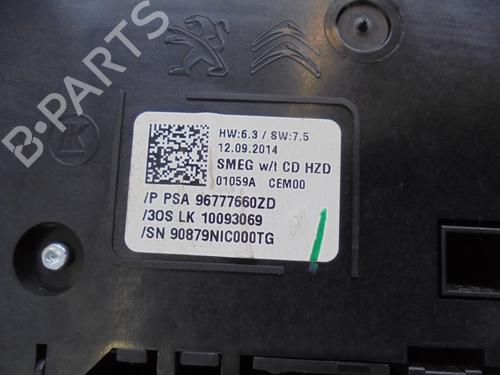 B-PARTS
K
HW:6.3 / SW:7.5
12.09.2014
SMEG w/t CD HZD
01059A CEM00
/P PSA 96777660ZD
/3OS LK 10093069
/SN 90879NIC000TG